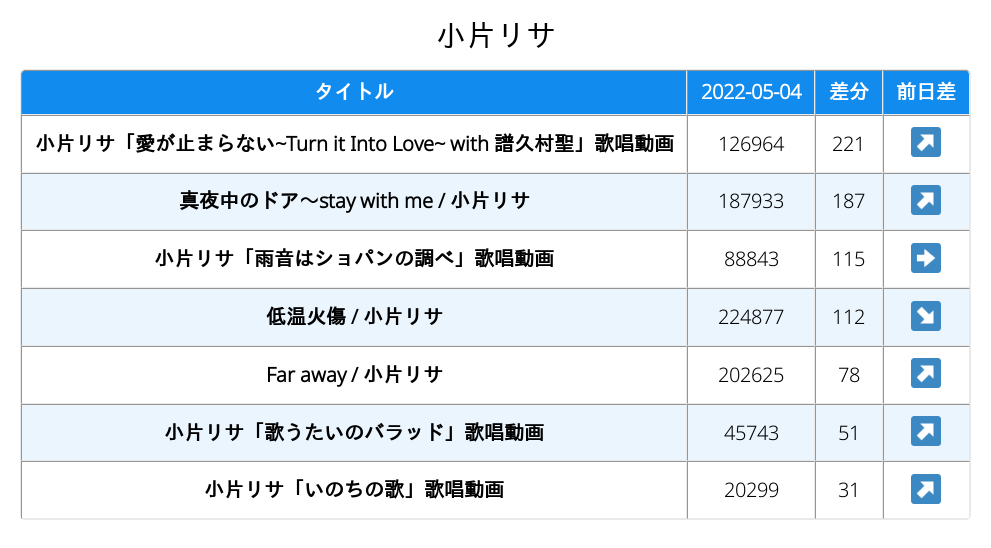 小片リサ
タイトル 2022-05-04 差分 前日差
小片リサ「愛が止まらない~Turn it Into Love~ with 譜久村聖」歌唱動画 126964 221 ↗
真夜中のドア～stay with me / 小片リサ 187933 187 ↗
小片リサ「雨音はショパンの調べ」歌唱動画 88843 115 ➡
低温火傷 / 小片リサ 224877 112 ↘
Far away / 小片リサ 202625 78 ↗
小片リサ「歌うたいのバラッド」歌唱動画 45743 51 ↗
小片リサ「いのちの歌」歌唱動画 20299 31 ↗